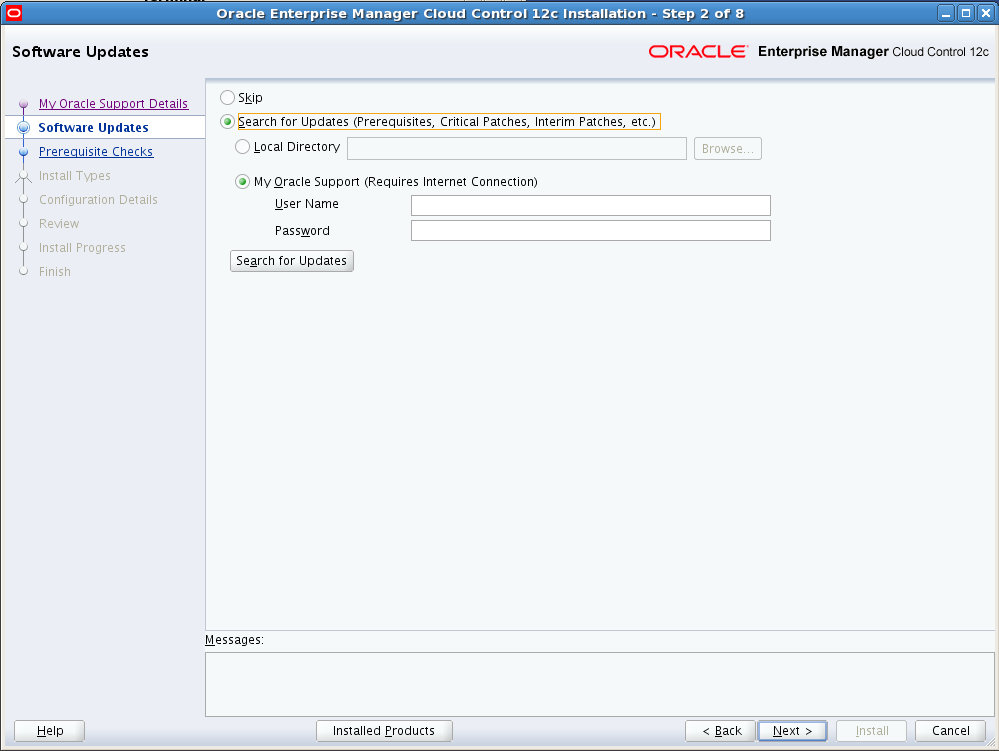 Oracle Enterprise Manager Cloud Control 12c Installation - Step 2 of 8
Software Updates
ORACLE Enterprise Manager Cloud Control 12c
My Oracle Support Details
Software Updates
Prerequisite Checks
Install Types
Configuration Details
Review
Install Progress
Finish
Skip
Search for Updates (Prerequisites, Critical Patches, Interim Patches, etc.)
Local Directory
Browse...
My Oracle Support (Requires Internet Connection)
User Name
Password
Search for Updates
Messages:
Help
Installed Products
< Back
Next >
Install
Cancel